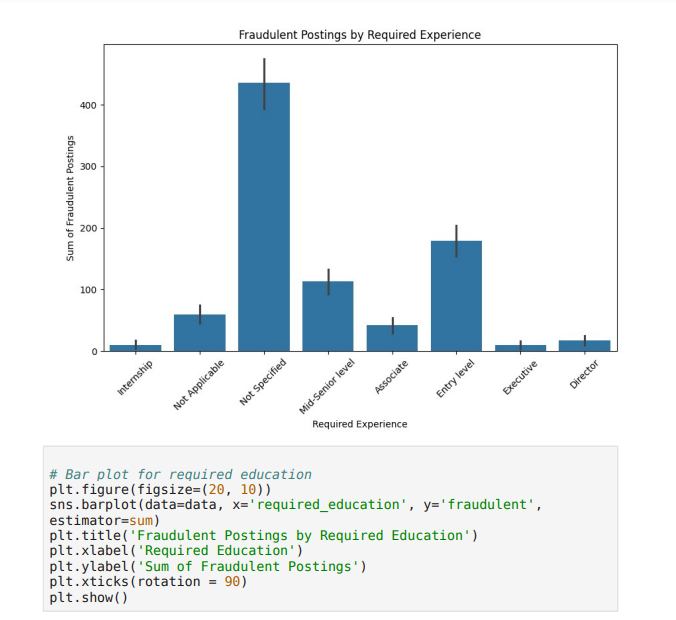 Fraudulent Postings by Required Experience
Sum of Fraudulent Postings
400
300
200
100
0
Internship
Not Applicable
Not Specified
Mid-Senior level
Associate
Entry level
Executive
Director
Required Experience
# Bar plot for required education
plt.figure(figsize=(20, 10))
sns.barplot(data=data, x='required_education', y='fraudulent',
estimator=sum)
plt.title('Fraudulent Postings by Required Education')
plt.xlabel('Required Education')
plt.ylabel('Sum of Fraudulent Postings')
plt.xticks(rotation = 90)
plt.show()